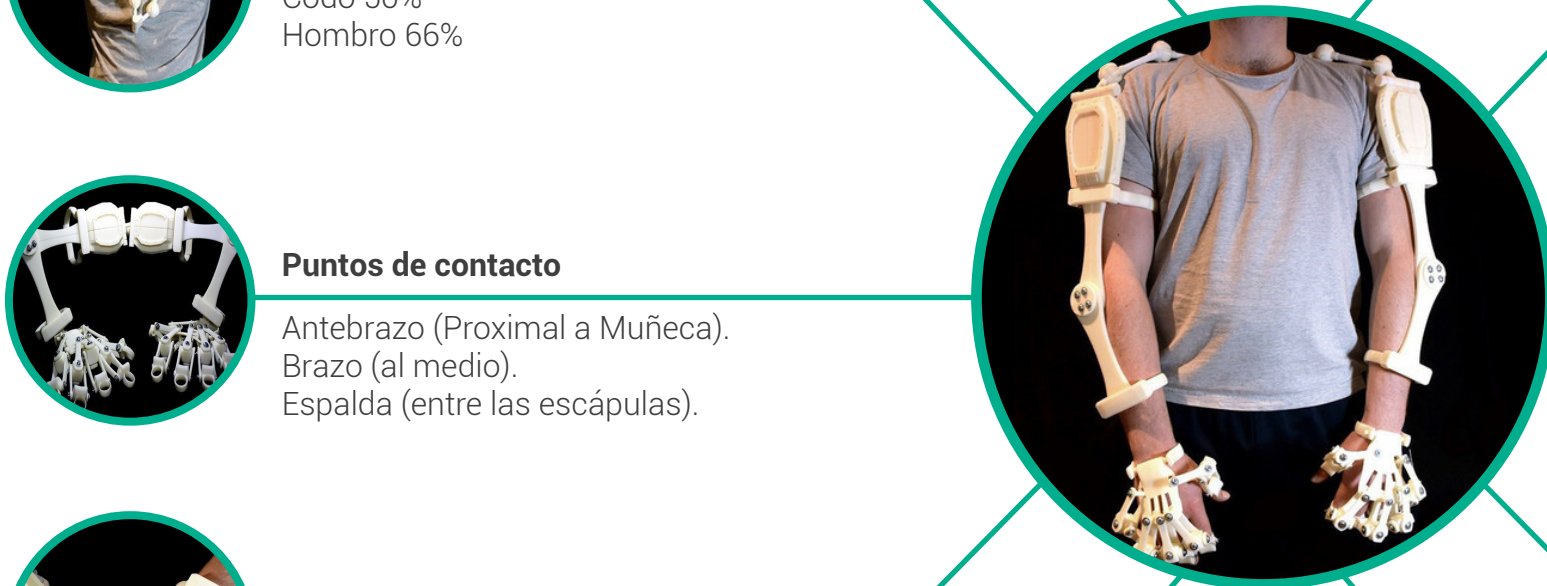 Hombro 66%
Puntos de contacto
Antebrazo (Proximal a Muñeca).
Brazo (al medio).
Espalda (entre las escápulas).